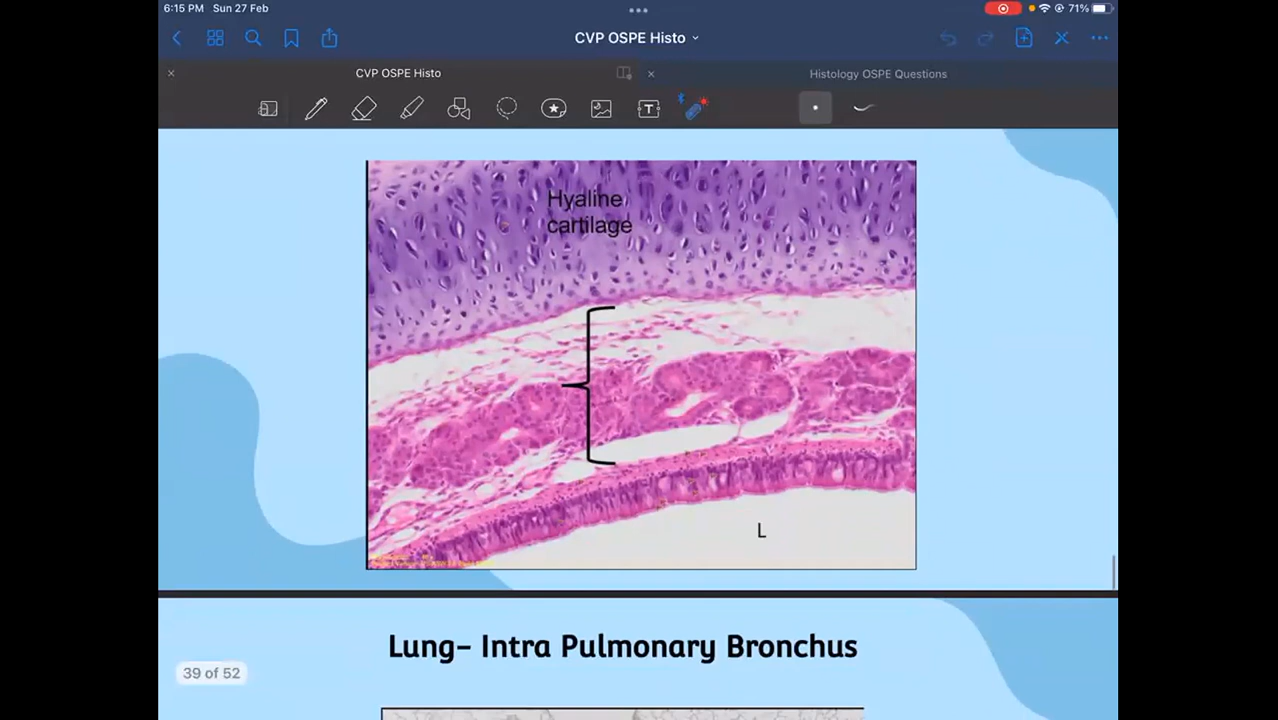 6:15 PM Sun 27 Feb
71%
CVP OSPE Histo
CVP OSPE Histo
Histology OSPE Questions
T
Hyaline
cartilage
L
Lung- Intra Pulmonary Bronchus
39 of 52